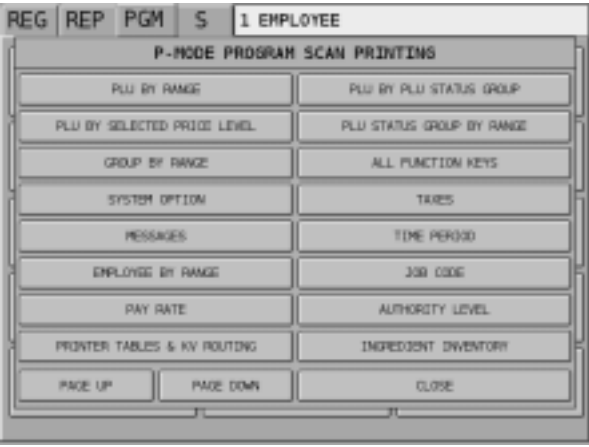 REG REP PGM S 1 EMPLOYEE
P-MODE PROGRAM SCAN PRINTING
PLU BY RANGE PLU BY PLU STATUS GROUP
PLU BY SELECTED PRICE LEVEL PLU STATUS GROUP BY RANGE
GROUP BY RANGE ALL FUNCTION KEYS
SYSTEM OPTION TAXES
MESSAGES TIME PERIOD
EMPLOYEE BY RANGE JOB CODE
PAY RATE AUTHORITY LEVEL
PRINTER TABLES & KV ROUTING INGREDIENT INVENTORY
PAGE UP PAGE DOWN CLOSE